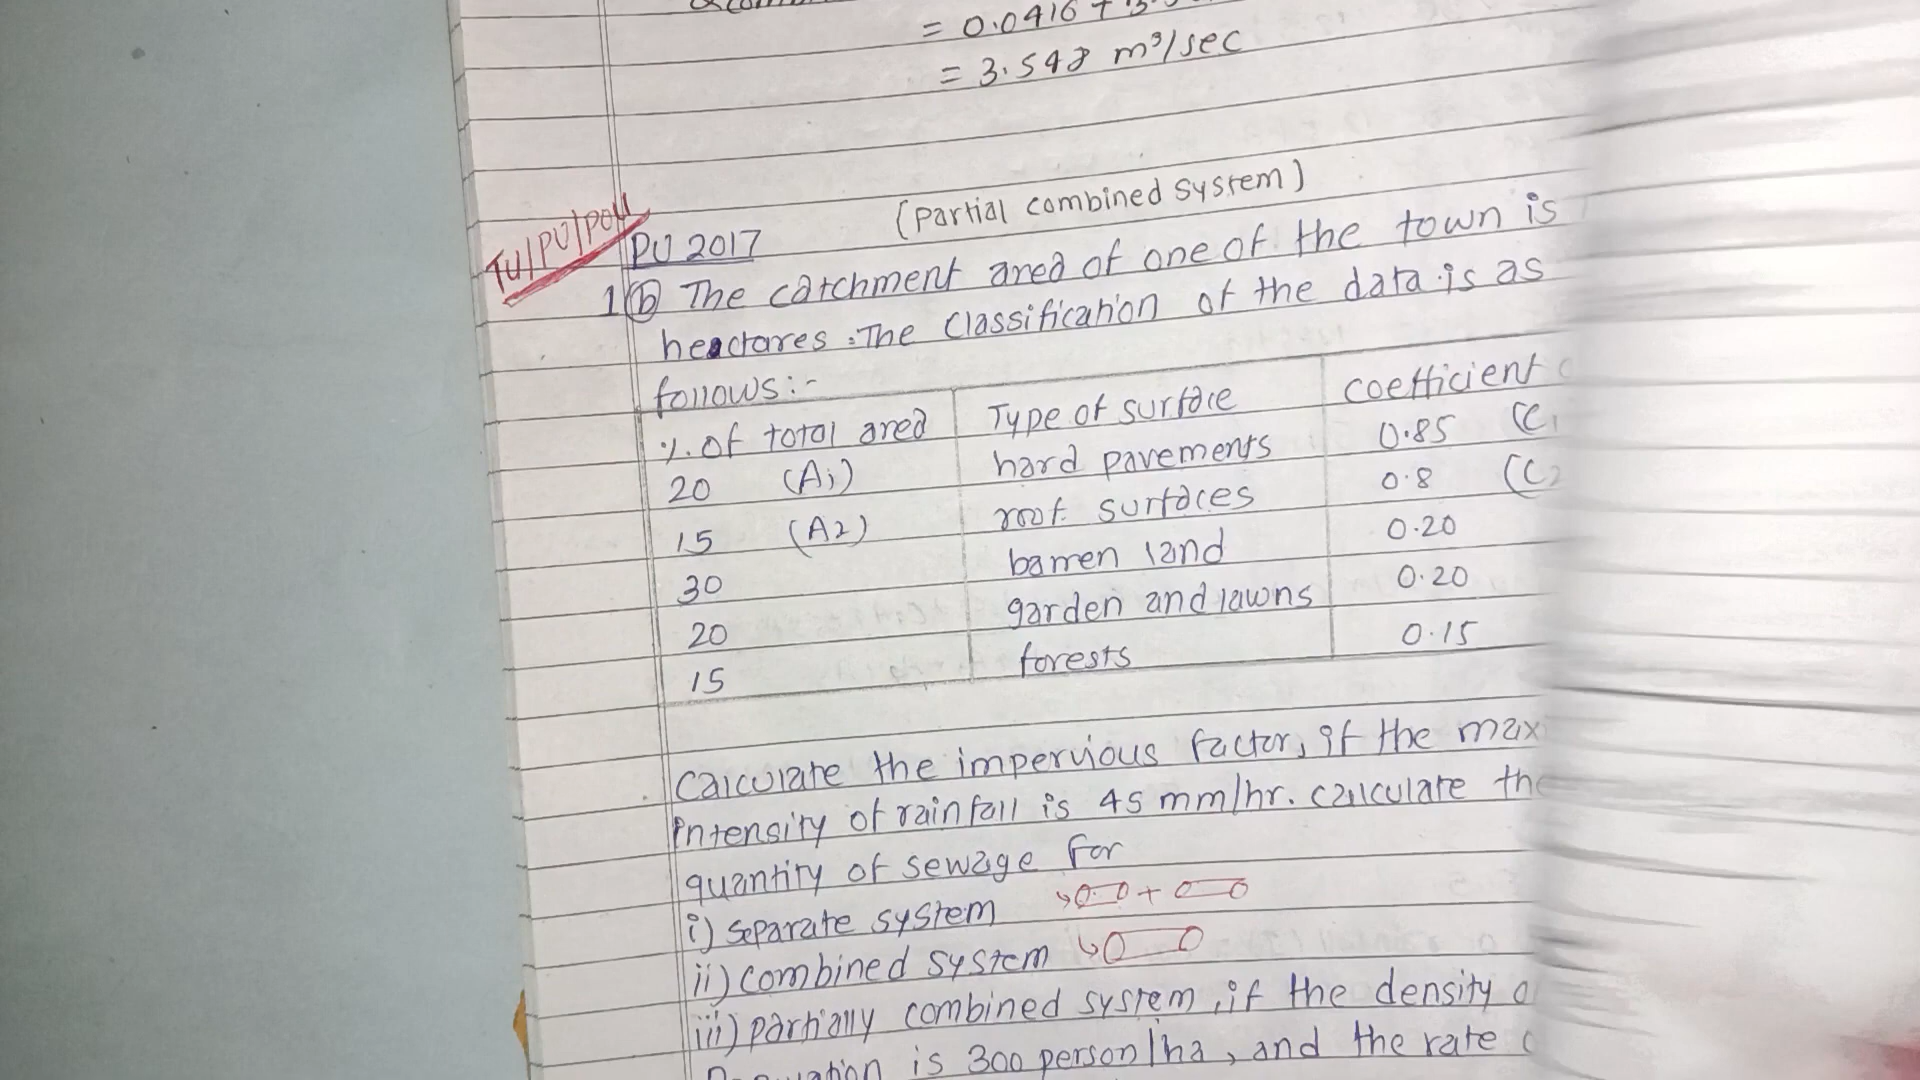 = 0.0416 +
= 3.548 m³/sec
(Partial combined system)
TU/PU/POU
PU 2017
1 (b) The catchment area of one of the town is
hectares. The classification of the data is as
follows:-
%. of total area Type of surface coefficient
20 (A1) hard pavements 0.85 (C1
15 (A2) roof surfaces 0.8 (C2
30 barren land 0.20
20 garden and lawns 0.20
15 forests 0.15
Calculate the impervious factor, if the max
intensity of rainfall is 45 mm/hr. calculate the
quantity of sewage for
i) separate system
ii) combined system
iii) partially combined system, if the density o
is 300 person/ha, and the rate